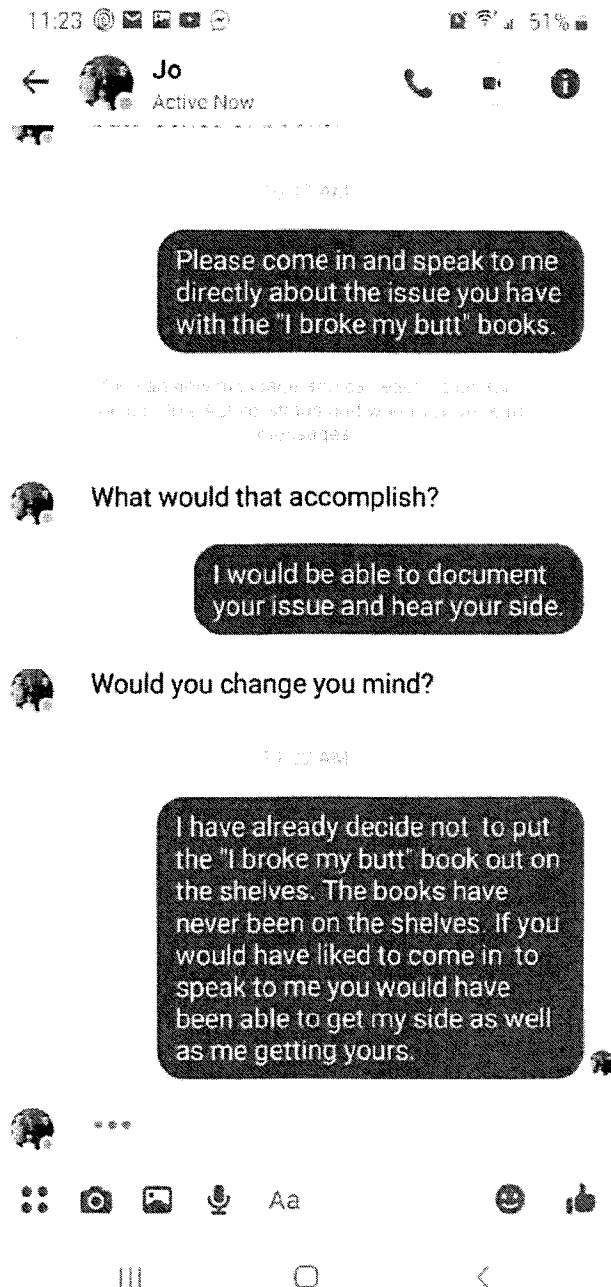 11:23
51%
Jo
Active Now
AM
Please come in and speak to me
directly about the issue you have
with the "I broke my butt" books.
What would that accomplish?
I would be able to document
your issue and hear your side.
Would you change you mind?
AM
I have already decide not to put
the "I broke my butt" book out on
the shelves. The books have
never been on the shelves. If you
would have liked to come in to
speak to me you would have
been able to get my side as well
as me getting yours.
Aa